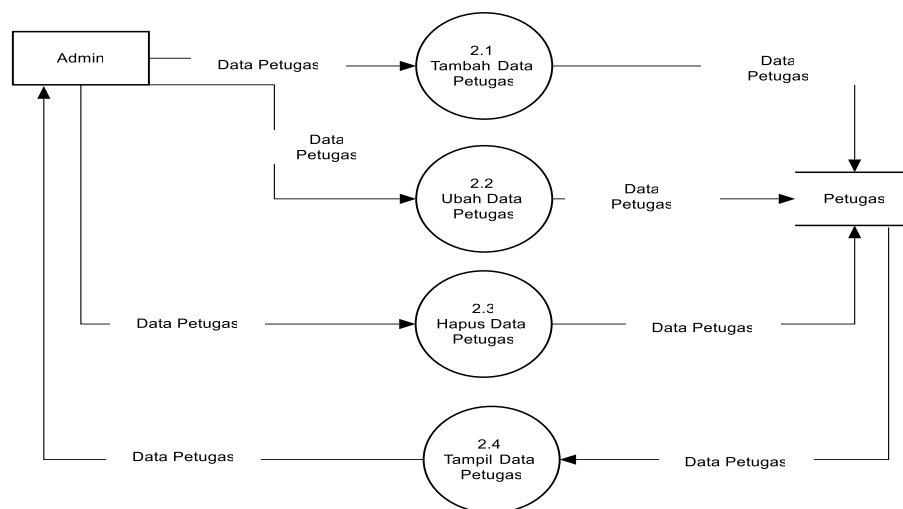 Admin
Data Petugas
2.1
Tambah Data
Petugas
Data
Petugas
Data
Petugas
2.2
Ubah Data
Petugas
Data
Petugas
Petugas
Data Petugas
2.3
Hapus Data
Petugas
Data Petugas
Data Petugas
2.4
Tampil Data
Petugas
Data Petugas